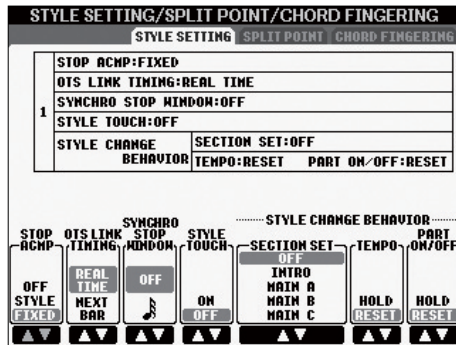 STYLE SETTING/SPLIT POINT/CHORD FINGERING
STYLE SETTING SPLIT POINT CHORD FINGERING
1
STOP ACMP:FIXED
OTS LINK TIMING:REAL TIME
SYNCHRO STOP WINDOW:OFF
STYLE TOUCH:OFF
STYLE CHANGE BEHAVIOR
SECTION SET:OFF
TEMPO:RESET PART ON/OFF:RESET
STOP ACMP
OFF
STYLE
FIXED
OTS LINK TIMING
REAL TIME
NEXT BAR
SYNCHRO STOP WINDOW
OFF
STYLE TOUCH
ON
OFF
STYLE CHANGE BEHAVIOR
SECTION SET
OFF
INTRO
MAIN A
MAIN B
MAIN C
TEMPO
HOLD
RESET
PART ON/OFF
HOLD
RESET